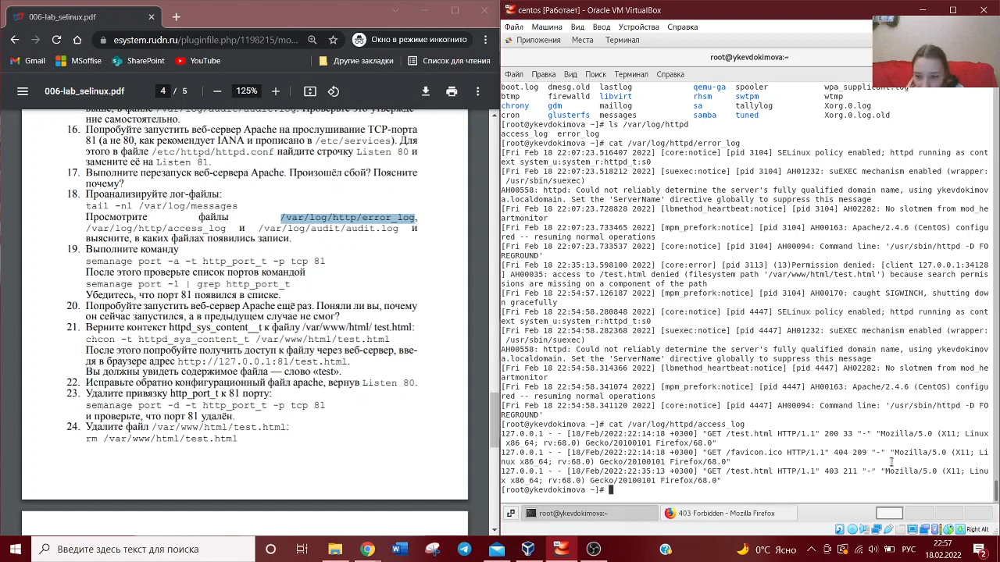 006-lab_selinux.pdf
esystem.rudn.ru/pluginfile.php/1198215/mo...
Окно в режиме инкогнито
Gmail
MSoffice
SharePoint
YouTube
Другие закладки
Список для чтения
006-lab_selinux.pdf
4 / 5
125%
ние самостоятельно.
16. Попробуйте запустить веб-сервер Apache на прослушивание TCP-порта
81 (а не 80, как рекомендует IANA и прописано в /etc/services). Для
этого в файле /etc/httpd/httpd.conf найдите строчку Listen 80 и
замените её на Listen 81.
17. Выполните перезапуск веб-сервера Apache. Произошёл сбой? Поясните
почему?
18. Проанализируйте лог-файлы:
tail -nl /var/log/messages
Просмотрите файлы /var/log/http/error_log,
/var/log/http/access_log и /var/log/audit/audit.log и
выясните, в каких файлах появились записи.
19. Выполните команду
semanage port -a -t http_port_t -р tcp 81
После этого проверьте список портов командой
semanage port -l | grep http_port_t
Убедитесь, что порт 81 появился в списке.
20. Попробуйте запустить веб-сервер Apache ещё раз. Поняли ли вы, почему
он сейчас запустился, а в предыдущем случае не смог?
21. Верните контекст httpd_sys_cоntent__t к файлу /var/www/html/ test.html:
chcon -t httpd_sys_content_t /var/www/html/test.html
После этого попробуйте получить доступ к файлу через веб-сервер, вве-
дя в браузере адрес http://127.0.0.1:81/test.html.
Вы должны увидеть содержимое файла — слово «test».
22. Исправьте обратно конфигурационный файл apache, вернув Listen 80.
23. Удалите привязку http_port_t к 81 порту:
semanage port -d -t http_port_t -p tcp 81
и проверьте, что порт 81 удалён.
24. Удалите файл /var/www/html/test.html:
rm /var/www/html/test.html
centos [Работает] - Oracle VM VirtualBox
Файл Машина Вид Ввод Устройства Справка
Приложения Места Терминал
root@ykevdokimova:~
Файл Правка Вид Поиск Терминал Справка
boot.log dmesg.old lastlog qemu-ga spooler wpa_supplicant.log
btmp firewalld libvirt rhsm swtpm wtmp
chrony gdm maillog sa tallylog Xorg.0.log
cron glusterfs messages samba tuned Xorg.0.log.old
[root@ykevdokimova ~]# ls /var/log/httpd
access_log error_log
[root@ykevdokimova ~]# cat /var/log/httpd/error_log
[Fri Feb 18 22:07:23.516407 2022] [core:notice] [pid 3104] SELinux policy enabled; httpd running as cont
ext system_u:system_r:httpd_t:s0
[Fri Feb 18 22:07:23.518212 2022] [suexec:notice] [pid 3104] AH01232: suEXEC mechanism enabled (wrapper:
/usr/sbin/suexec)
AH00558: httpd: Could not reliably determine the server's fully qualified domain name, using ykevdokimov
a.localdomain. Set the 'ServerName' directive globally to suppress this message
[Fri Feb 18 22:07:23.728828 2022] [lbmethod_heartbeat:notice] [pid 3104] AH02282: No slotmem from mod_he
artmonitor
[Fri Feb 18 22:07:23.733465 2022] [mpm_prefork:notice] [pid 3104] AH00163: Apache/2.4.6 (CentOS) configu
red -- resuming normal operations
[Fri Feb 18 22:07:23.733537 2022] [core:notice] [pid 3104] AH00094: Command line: '/usr/sbin/httpd -D FO
REGROUND'
[Fri Feb 18 22:35:13.598100 2022] [core:error] [pid 3113] (13)Permission denied: [client 127.0.0.1:34128
] AH00035: access to /test.html denied (filesystem path '/var/www/html/test.html') because search permis
sions are missing on a component of the path
[Fri Feb 18 22:54:57.126187 2022] [mpm_prefork:notice] [pid 3104] AH00170: caught SIGWINCH, shutting dow
n gracefully
[Fri Feb 18 22:54:58.280848 2022] [core:notice] [pid 4447] SELinux policy enabled; httpd running as cont
ext system_u:system_r:httpd_t:s0
[Fri Feb 18 22:54:58.282368 2022] [suexec:notice] [pid 4447] AH01232: suEXEC mechanism enabled (wrapper:
/usr/sbin/suexec)
AH00558: httpd: Could not reliably determine the server's fully qualified domain name, using ykevdokimov
a.localdomain. Set the 'ServerName' directive globally to suppress this message
[Fri Feb 18 22:54:58.314366 2022] [lbmethod_heartbeat:notice] [pid 4447] AH02282: No slotmem from mod_he
artmonitor
[Fri Feb 18 22:54:58.341074 2022] [mpm_prefork:notice] [pid 4447] AH00163: Apache/2.4.6 (CentOS) configu
red -- resuming normal operations
[Fri Feb 18 22:54:58.341120 2022] [core:notice] [pid 4447] AH00094: Command line: '/usr/sbin/httpd -D FO
REGROUND'
[root@ykevdokimova ~]# cat /var/log/httpd/access_log
127.0.0.1 - - [18/Feb/2022:22:14:18 +0300] "GET /test.html HTTP/1.1" 200 33 "-" "Mozilla/5.0 (X11; Linux
x86_64; rv:68.0) Gecko/20100101 Firefox/68.0"
127.0.0.1 - - [18/Feb/2022:22:14:18 +0300] "GET /favicon.ico HTTP/1.1" 404 209 "-" "Mozilla/5.0 (X11; Li
nux x86_64; rv:68.0) Gecko/20100101 Firefox/68.0"
127.0.0.1 - - [18/Feb/2022:22:35:13 +0300] "GET /test.html HTTP/1.1" 403 211 "-" "Mozilla/5.0 (X11; Linu
x x86_64; rv:68.0) Gecko/20100101 Firefox/68.0"
[root@ykevdokimova ~]#
root@ykevdokimova:~
403 Forbidden - Mozilla Firefox
Right Alt
Введите здесь текст для поиска
0°C Ясно
РУС
22:57
18.02.2022
2